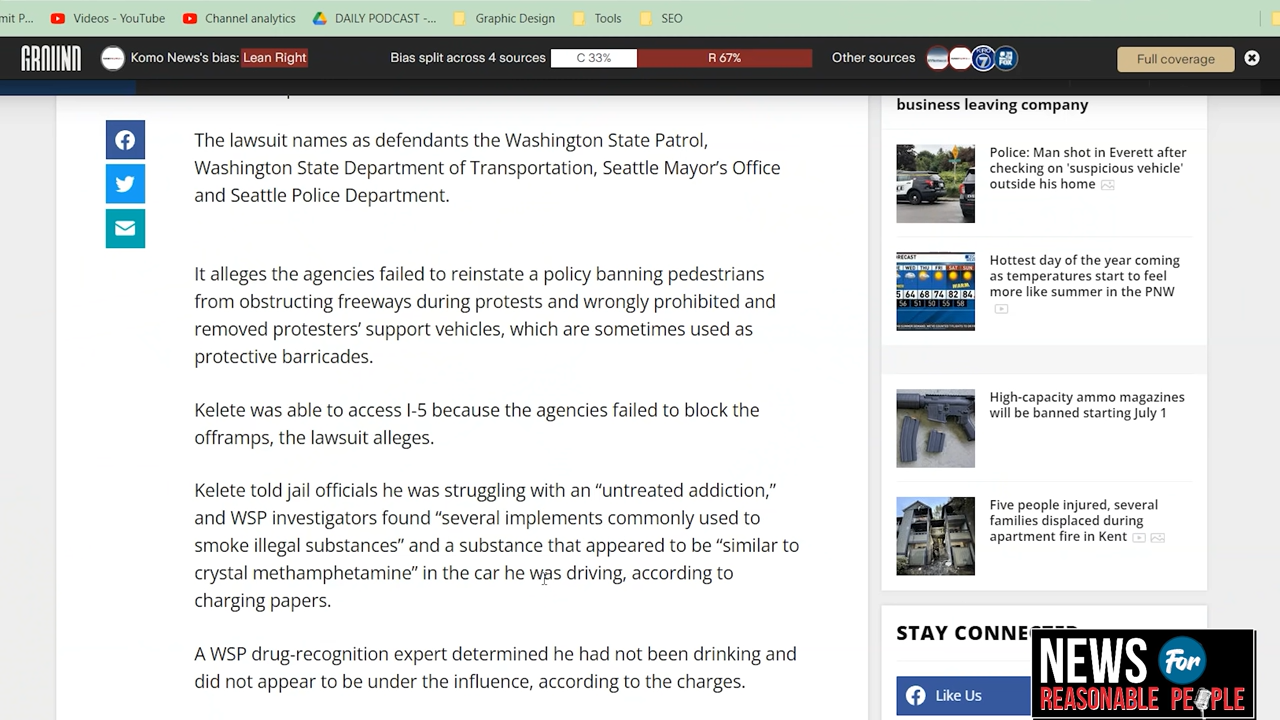 mit P...
Videos - YouTube
Channel analytics
DAILY PODCAST -...
Graphic Design
Tools
SEO
GROUND
Komo News's bias: Lean Right
Bias split across 4 sources
C 33%
R 67%
Other sources
Full coverage
The lawsuit names as defendants the Washington State Patrol,
Washington State Department of Transportation, Seattle Mayor's Office
and Seattle Police Department.
It alleges the agencies failed to reinstate a policy banning pedestrians
from obstructing freeways during protests and wrongly prohibited and
removed protesters' support vehicles, which are sometimes used as
protective barricades.
Kelete was able to access I-5 because the agencies failed to block the
offramps, the lawsuit alleges.
Kelete told jail officials he was struggling with an “untreated addiction,”
and WSP investigators found “several implements commonly used to
smoke illegal substances” and a substance that appeared to be “similar to
crystal methamphetamine” in the car he was driving, according to
charging papers.
A WSP drug-recognition expert determined he had not been drinking and
did not appear to be under the influence, according to the charges.
business leaving company
Police: Man shot in Everett after
checking on 'suspicious vehicle'
outside his home
Hottest day of the year coming
as temperatures start to feel
more like summer in the PNW
High-capacity ammo magazines
will be banned starting July 1
Five people injured, several
families displaced during
apartment fire in Kent
STAY CONNECTED
Like Us
NEWS For
REASONABLE PEOPLE